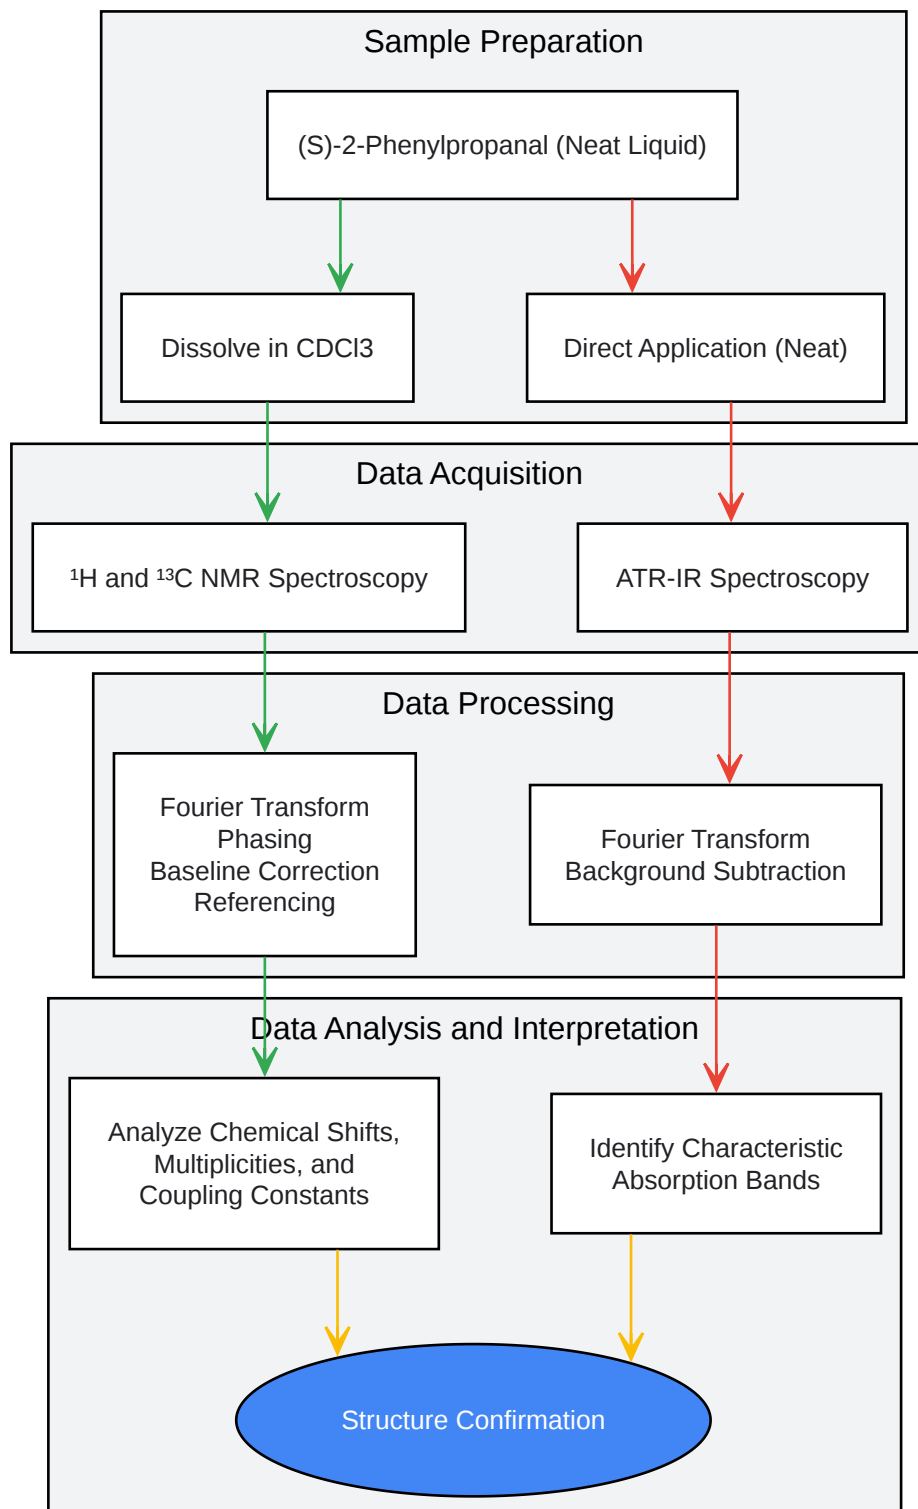 Sample Preparation
(S)-2-Phenylpropanal (Neat Liquid)
Dissolve in CDCl3
Direct Application (Neat)
Data Acquisition
¹H and ¹³C NMR Spectroscopy
ATR-IR Spectroscopy
Data Processing
Fourier Transform
Phasing
Baseline Correction
Referencing
Fourier Transform
Background Subtraction
Data Analysis and Interpretation
Analyze Chemical Shifts,
Multiplicities, and
Coupling Constants
Identify Characteristic
Absorption Bands
Structure Confirmation